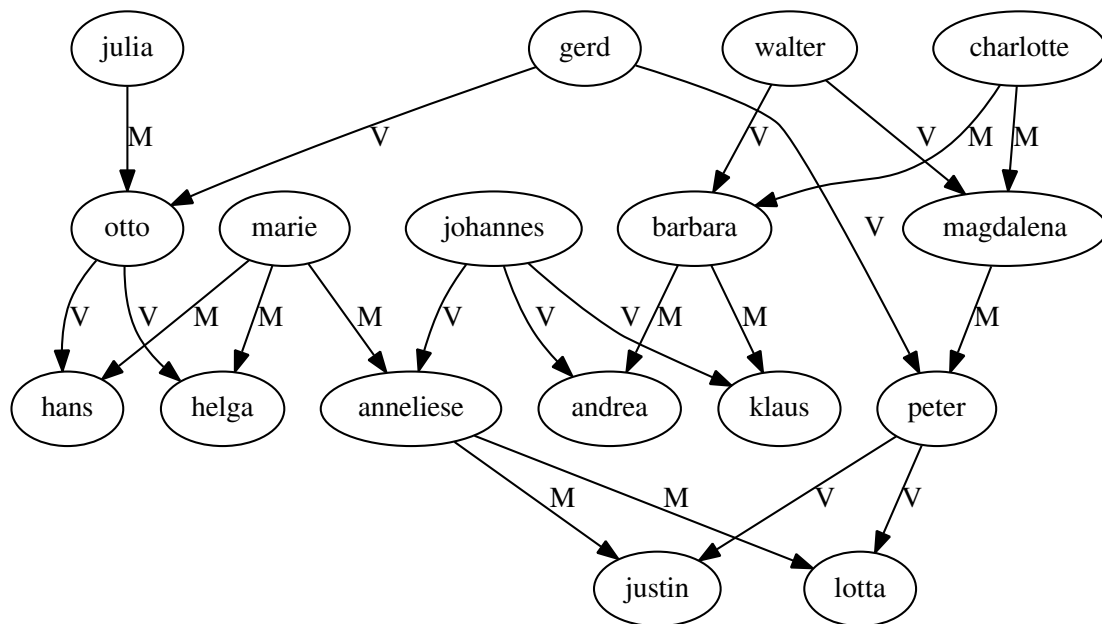 julia gerd walter charlotte
M V V V M M
otto marie johannes barbara magdalena
V
V V M M M V V V M M M
hans helga anneliese andrea klaus peter
M M V V
justin lotta